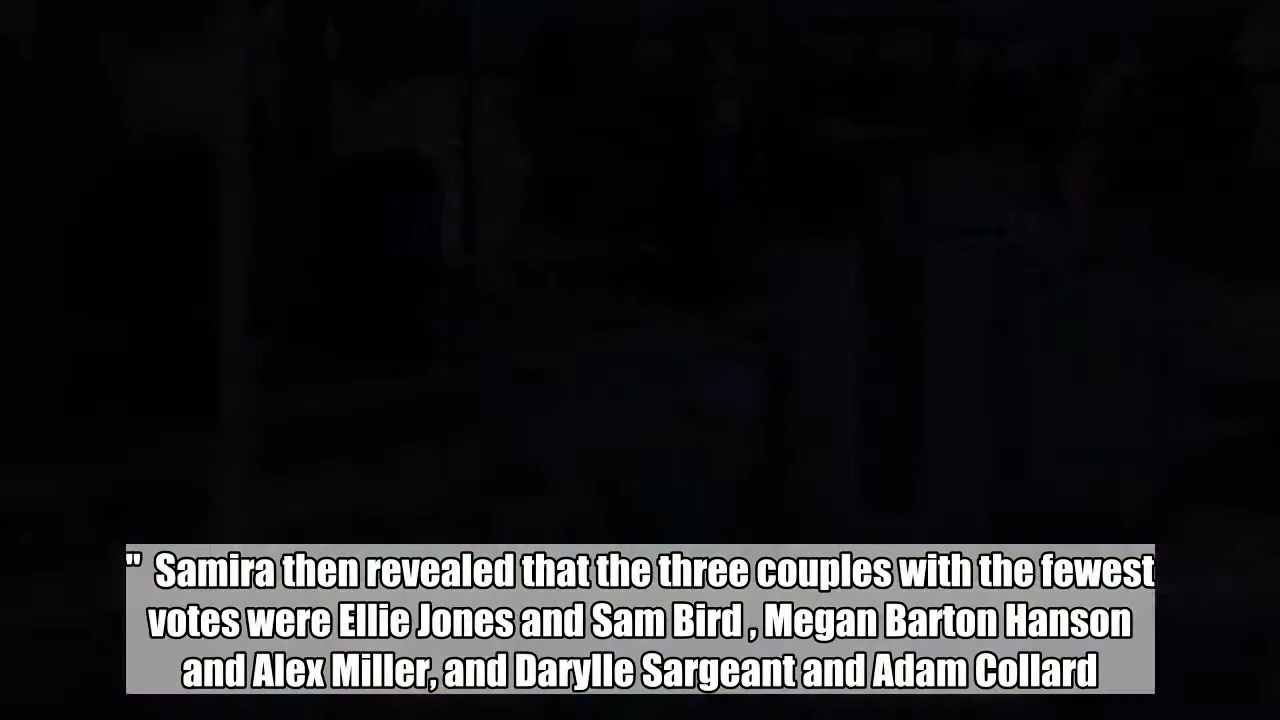 " Samira then revealed that the three couples with the fewest
votes were Ellie Jones and Sam Bird , Megan Barton Hanson
and Alex Miller, and Darylle Sargeant and Adam Collard